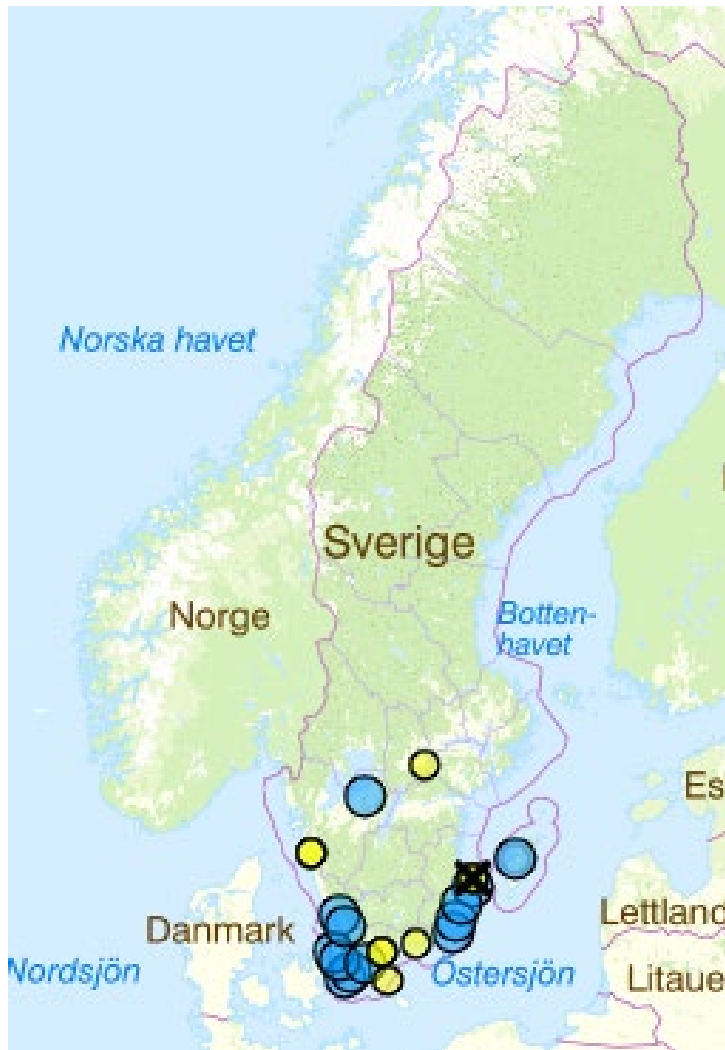 Norska havet
Sverige
Norge
Botten-
havet
Es
Danmark
Lettland
Nordsjön
Östersjön
Litaue